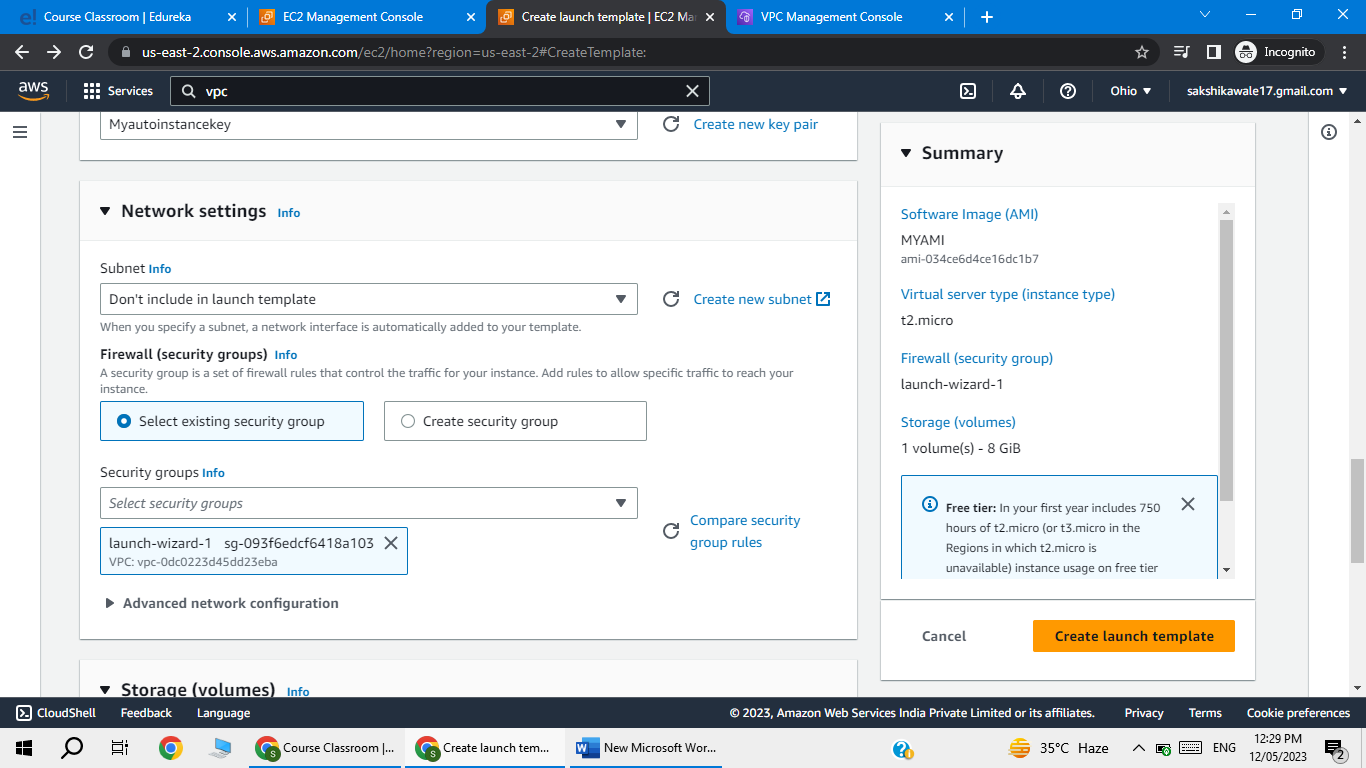 Course Classroom | Edureka
EC2 Management Console
Create launch template | EC2 Ma
VPC Management Console
us-east-2.console.aws.amazon.com/ec2/home?region=us-east-2#CreateTemplate:
Incognito
aws
Services
vpc
Ohio
sakshikawale17.gmail.com
Myautoinstancekey
Create new key pair
Network settings Info
Subnet Info
Don't include in launch template
Create new subnet
When you specify a subnet, a network interface is automatically added to your template.
Firewall (security groups) Info
A security group is a set of firewall rules that control the traffic for your instance. Add rules to allow specific traffic to reach your
instance.
Select existing security group
Create security group
Security groups Info
Select security groups
Compare security
group rules
launch-wizard-1 sg-093f6edcf6418a103
VPC: vpc-0dc0223d45dd23eba
Advanced network configuration
Storage (volumes) Info
Summary
Software Image (AMI)
MYAMI
ami-034ce6d4ce16dc1b7
Virtual server type (instance type)
t2.micro
Firewall (security group)
launch-wizard-1
Storage (volumes)
1 volume(s) - 8 GiB
Free tier: In your first year includes 750
hours of t2.micro (or t3.micro in the
Regions in which t2.micro is
unavailable) instance usage on free tier
Cancel
Create launch template
CloudShell
Feedback
Language
© 2023, Amazon Web Services India Private Limited or its affiliates.
Privacy
Terms
Cookie preferences
Course Classroom |...
Create launch tem...
New Microsoft Wor...
35°C Haze
ENG
12:29 PM
12/05/2023
2